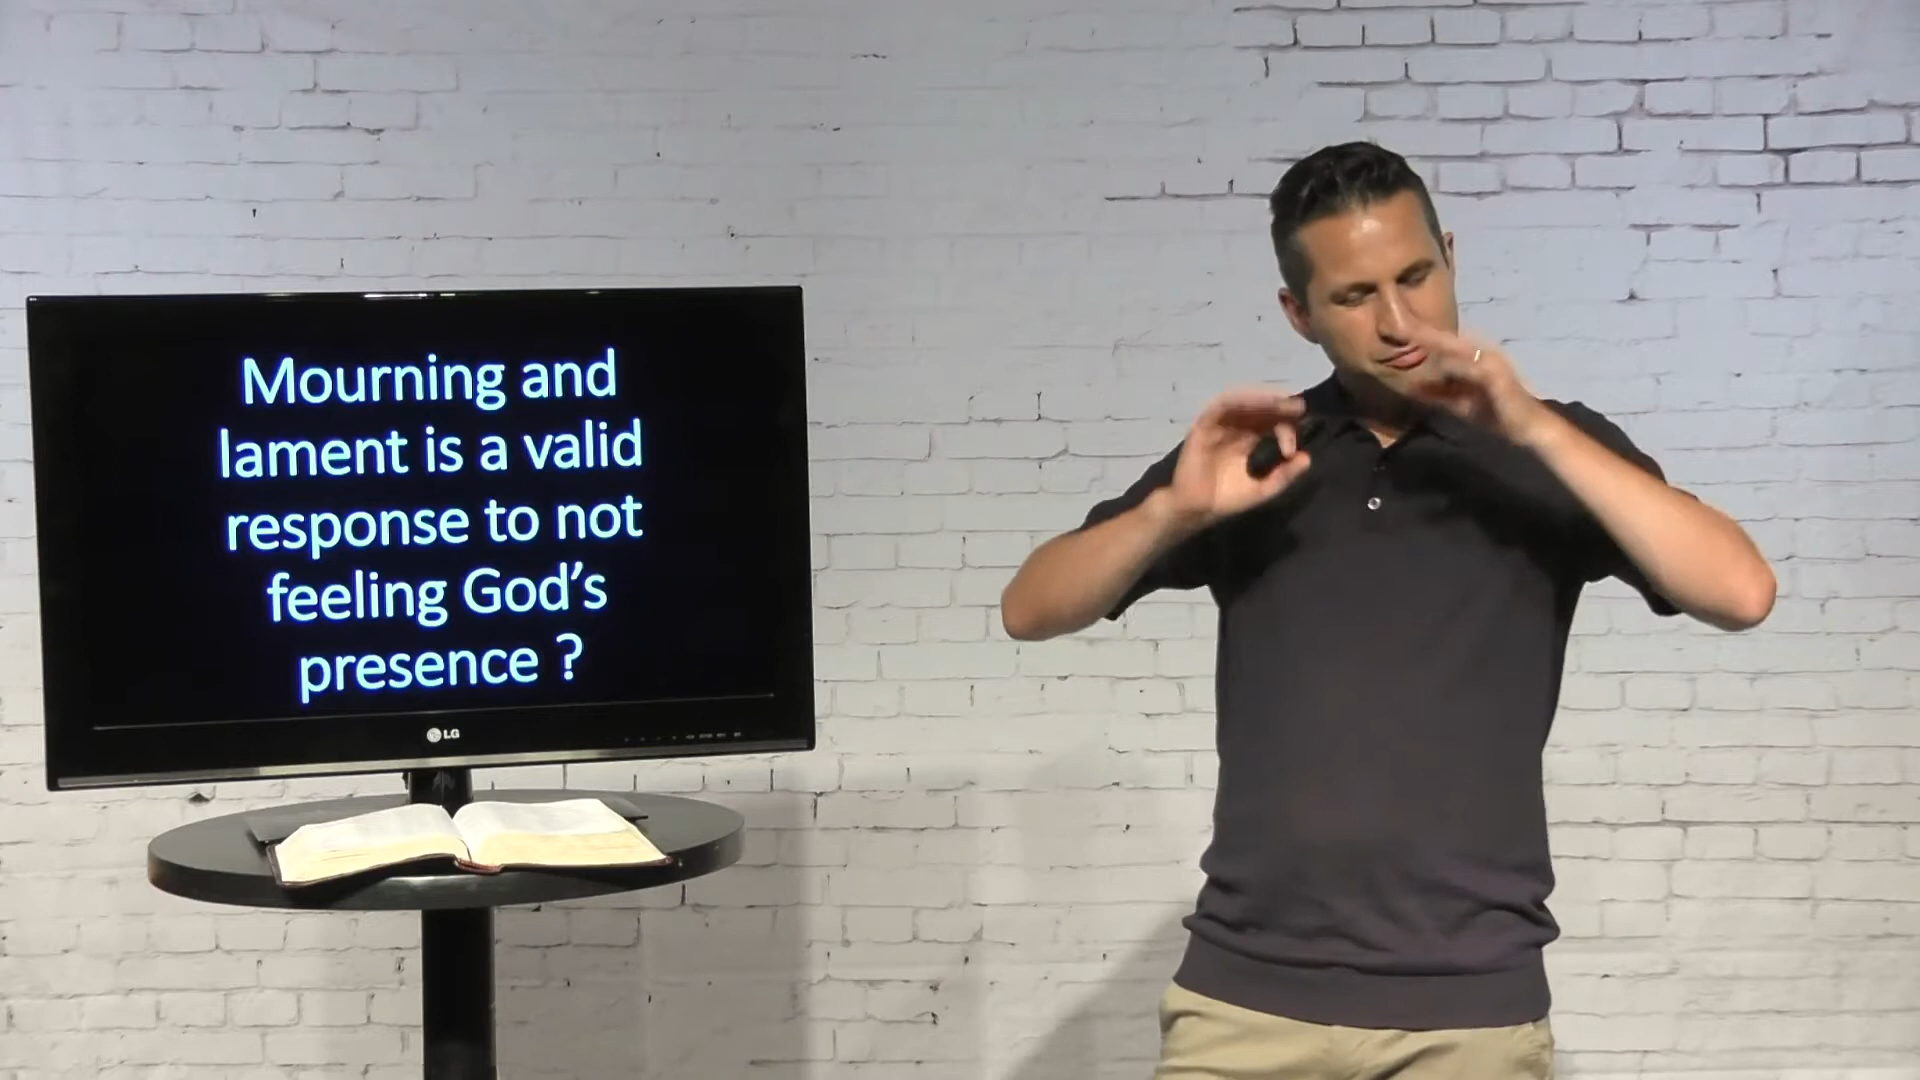 Mourning and
lament is a valid
response to not
feeling God's
presence ?
LG